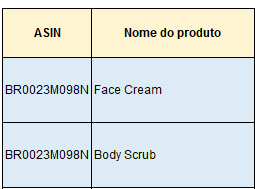 ASIN Nome do produto
BR0023M098N Face Cream
BR0023M098N Body Scrub